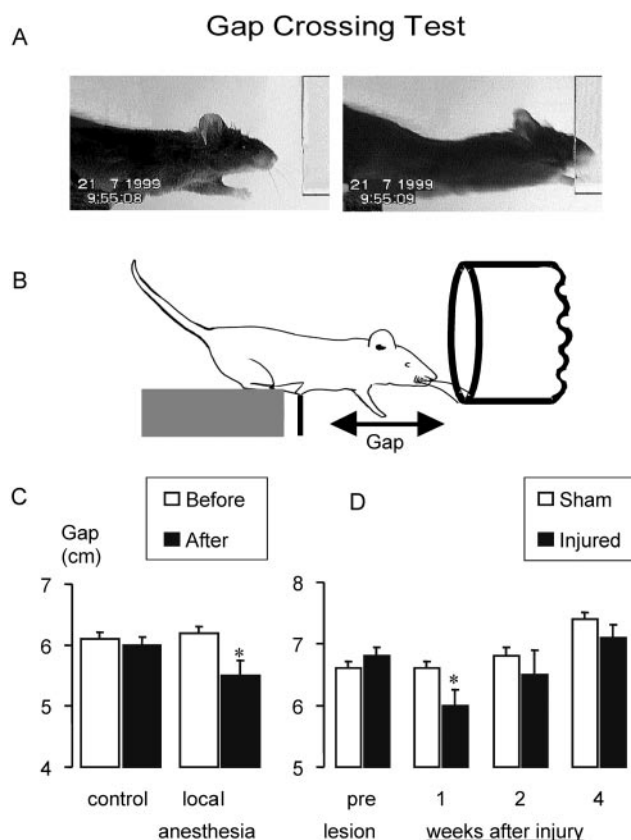 Gap Crossing Test
A
21 7 1999
9:55:08
21 7 1999
9:55:09
B
Gap
C
Before
After
Gap
(cm)
7
6
5
4
*
control local
anesthesia
D
Sham
Injured
8
7
6
5
*
pre 1 2 4
lesion weeks after injury